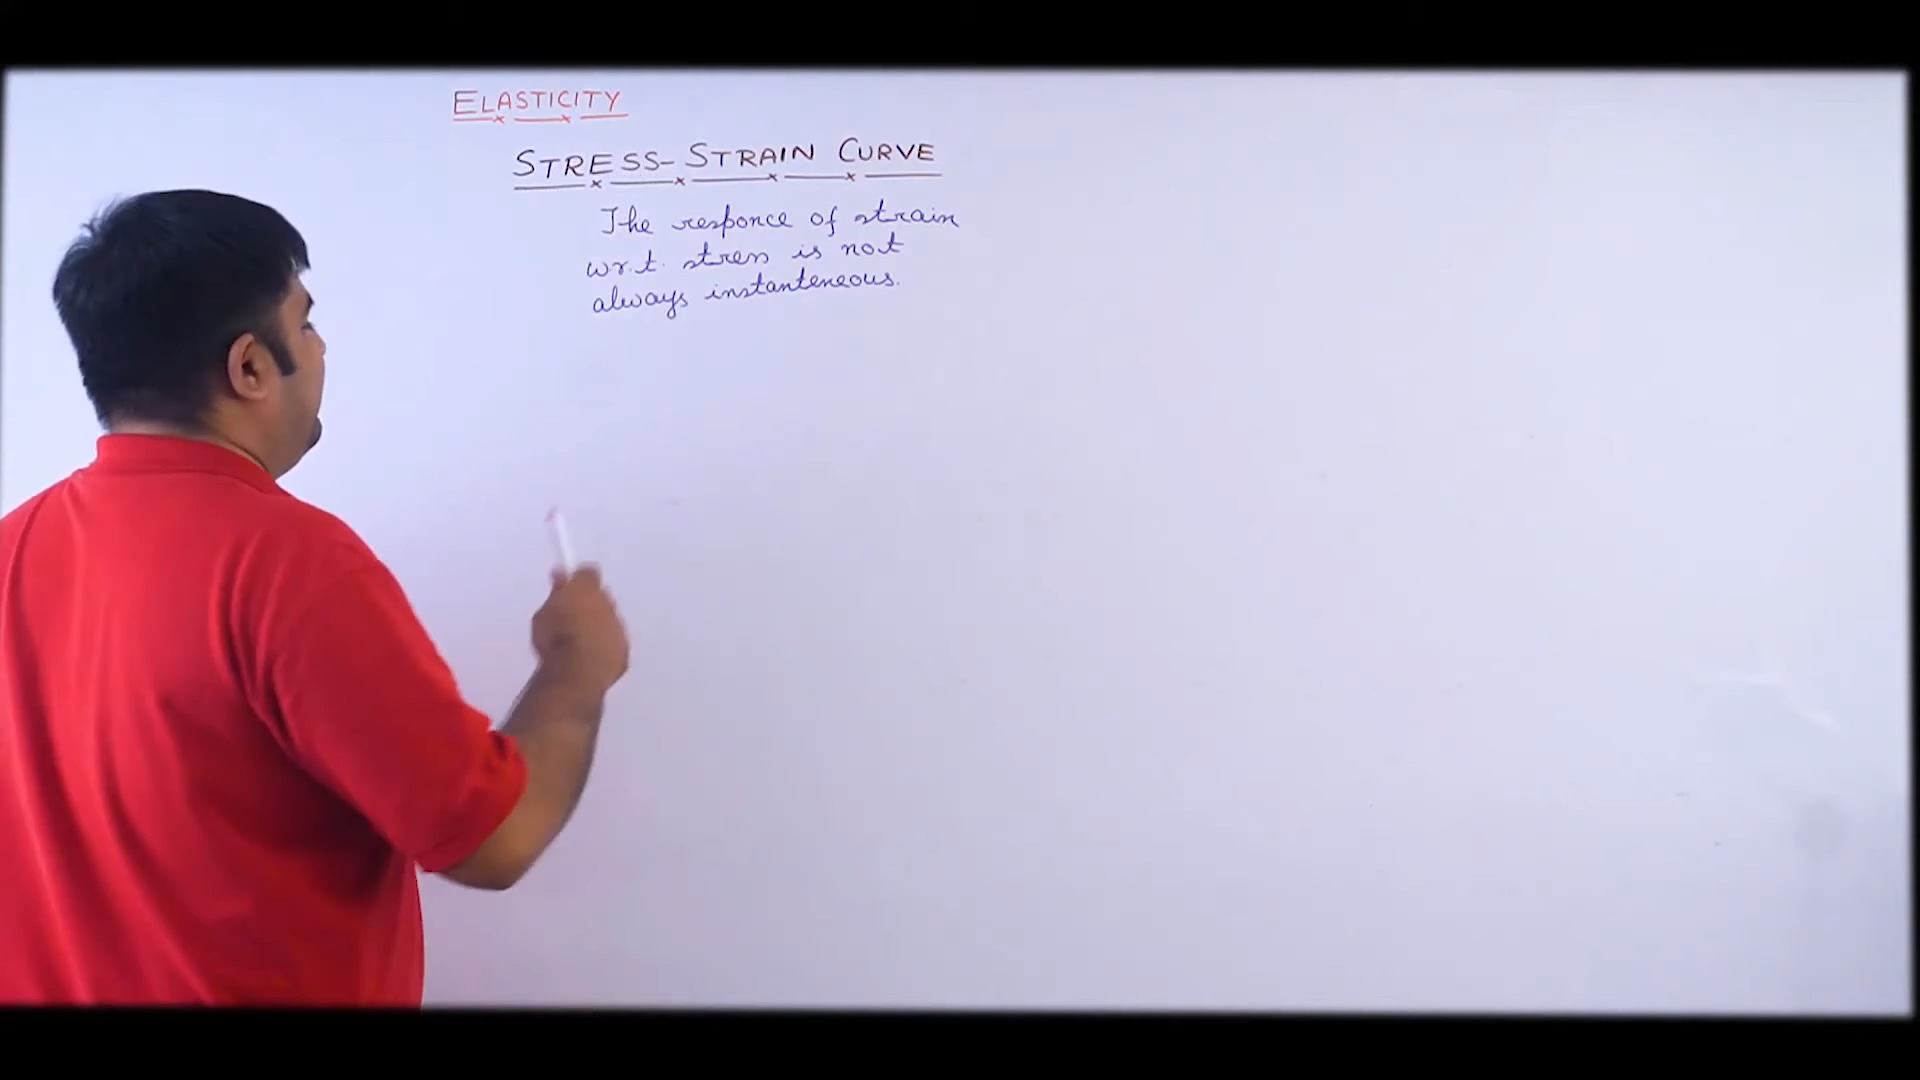 ELASTICITY
STRESS-STRAIN CURVE
The responce of strain
w.r.t. stress is not
always instanteneous.